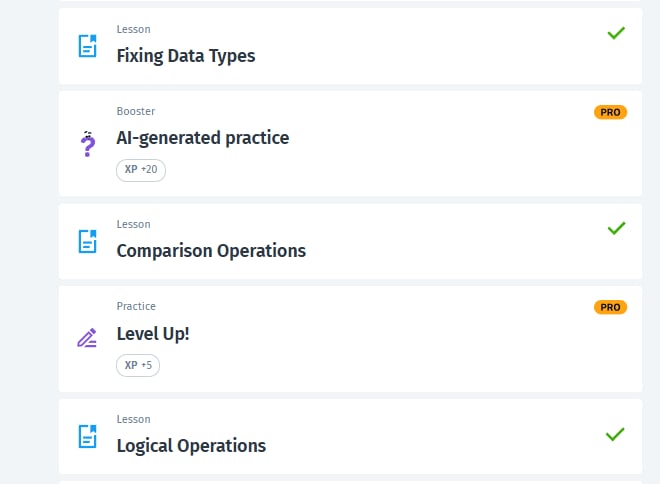 Lesson
Fixing Data Types
Booster
PRO
AI-generated practice
XP +20
Lesson
Comparison Operations
Practice
PRO
Level Up!
XP +5
Lesson
Logical Operations